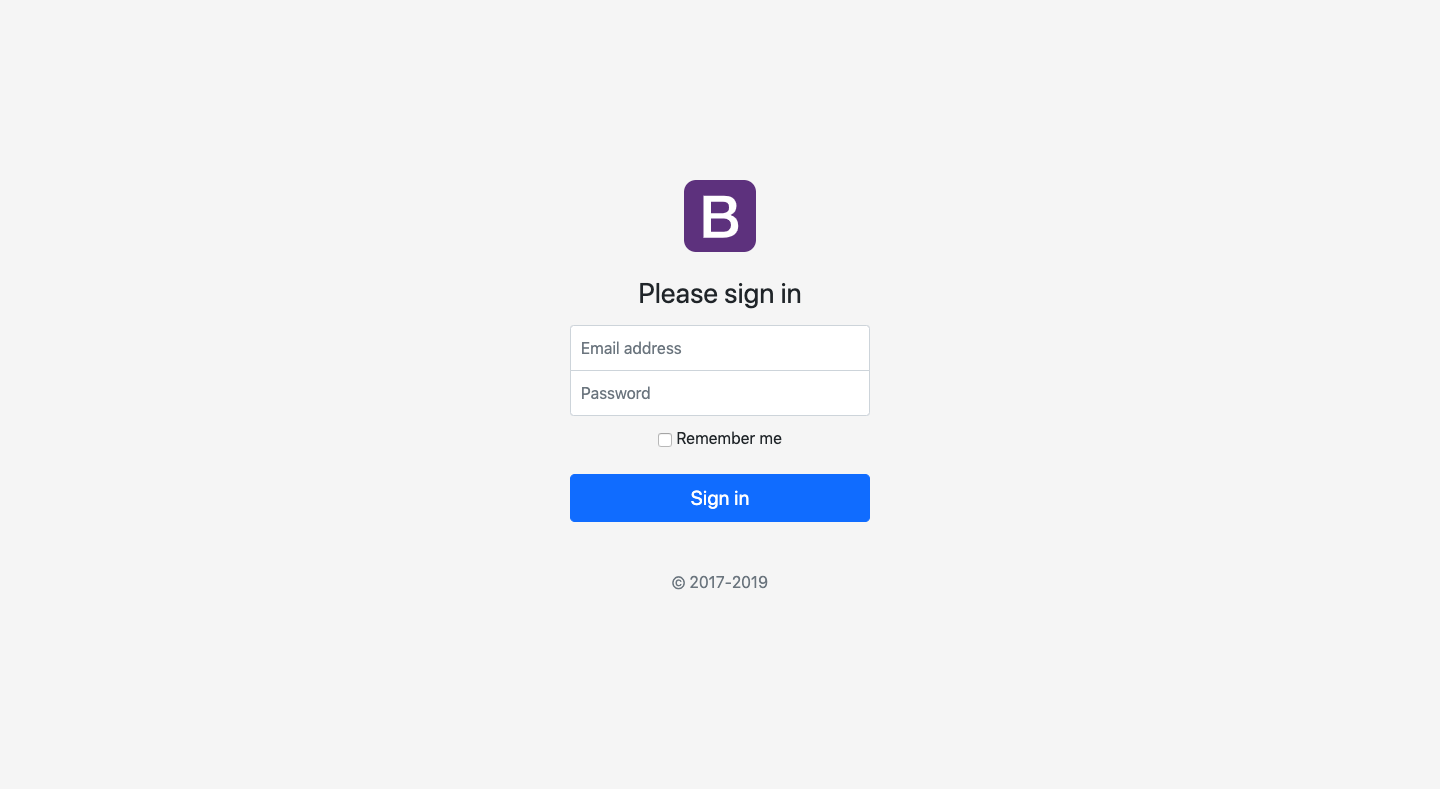 B
Please sign in
Email address
Password
Remember me
Sign in
© 2017-2019